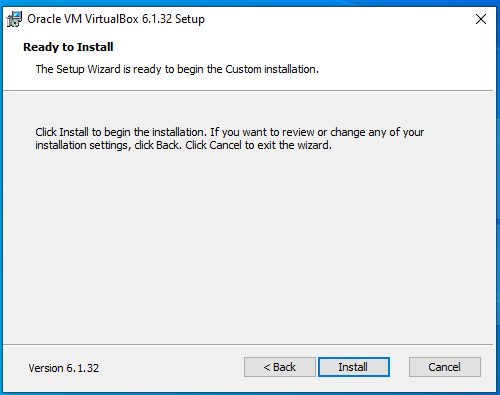 Oracle VM VirtualBox 6.1.32 Setup
Ready to Install
The Setup Wizard is ready to begin the Custom installation.
Click Install to begin the installation. If you want to review or change any of your
installation settings, click Back. Click Cancel to exit the wizard.
Version 6.1.32
< Back
Install
Cancel